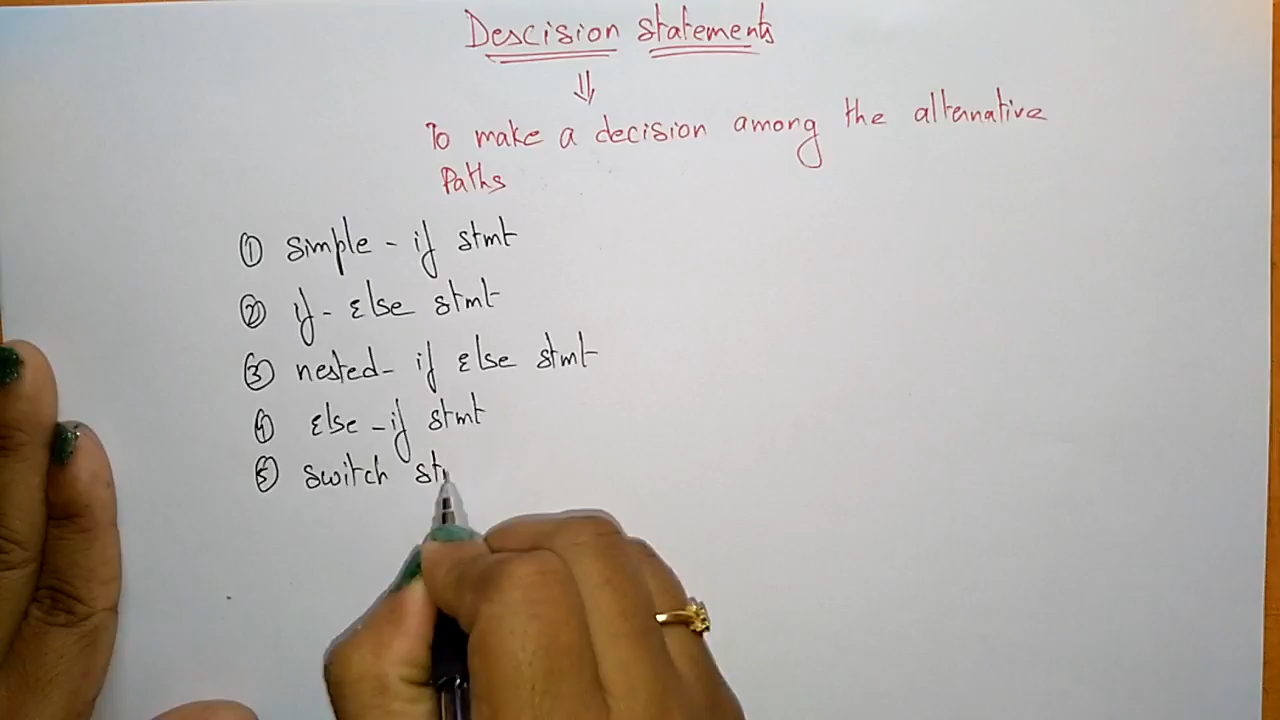 Descision statements
⇓
To make a decision among the alternative
Paths
① simple - if stmt
② if - else stmt
③ nested - if else stmt
④ else - if stmt
⑤ switch st